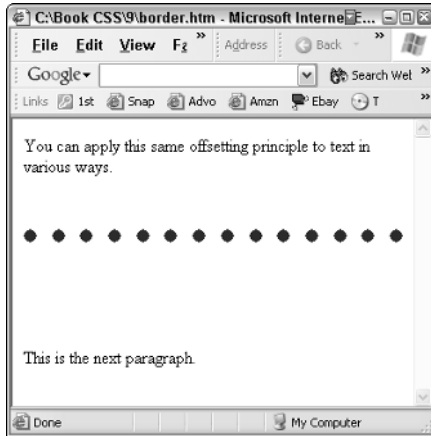 C:\Book CSS\9\border.htm - Microsoft Interne E...
File Edit View F »
Address Back »
Google Search Wet »
Links 1st Snap Advo Amzn Ebay T »
You can apply this same offsetting principle to text in
various ways.
This is the next paragraph.
Done My Computer